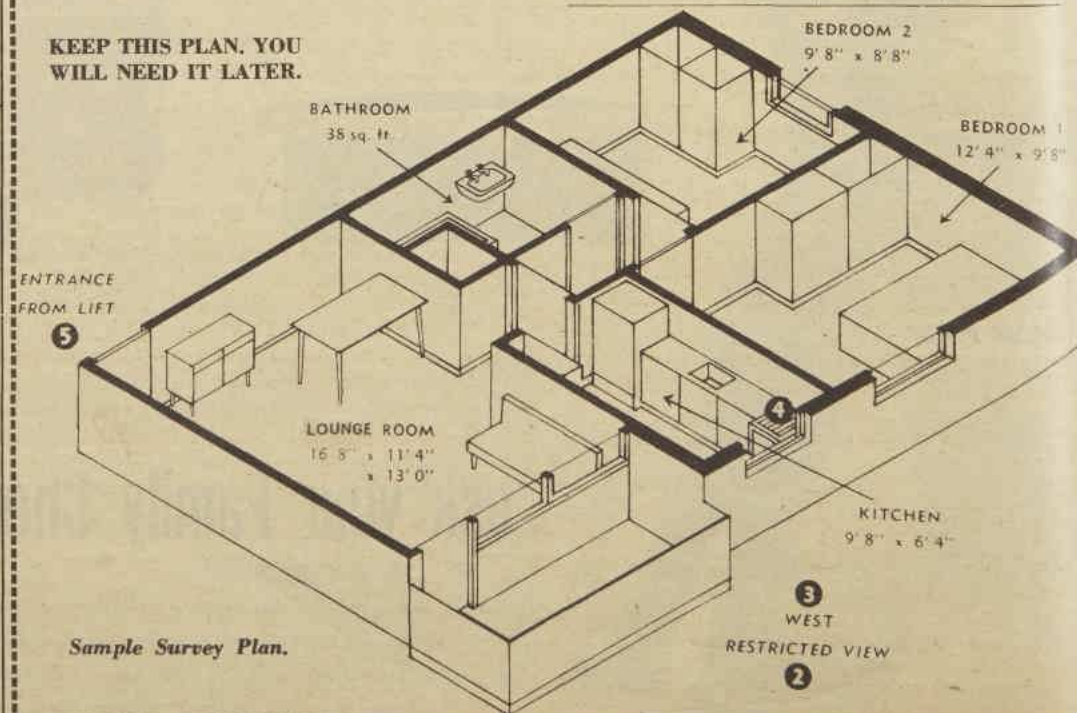 KEEP THIS PLAN. YOU
WILL NEED IT LATER.
BEDROOM 2
9'8" x 8'8"
BATHROOM
38 sq. ft.
BEDROOM 1
12'4" x 9'8"
ENTRANCE
FROM LIFT
5
LOUNGE ROOM
16'8" x 11'4"
x 13'0"
4
KITCHEN
9'8" x 6'4"
3
WEST
RESTRICTED VIEW
2
Sample Survey Plan.